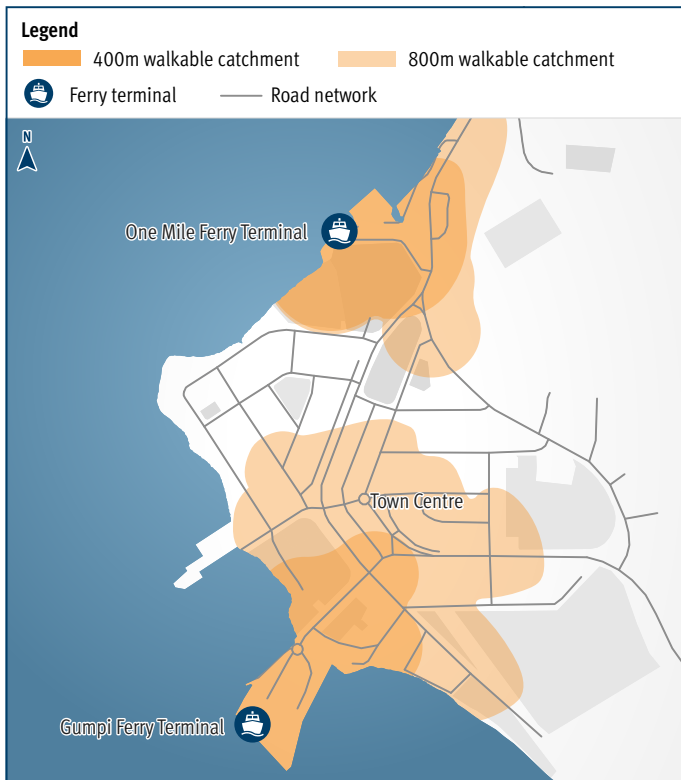 Legend
400m walkable catchment
800m walkable catchment
Ferry terminal
Road network
N
One Mile Ferry Terminal
Town Centre
Gumpi Ferry Terminal